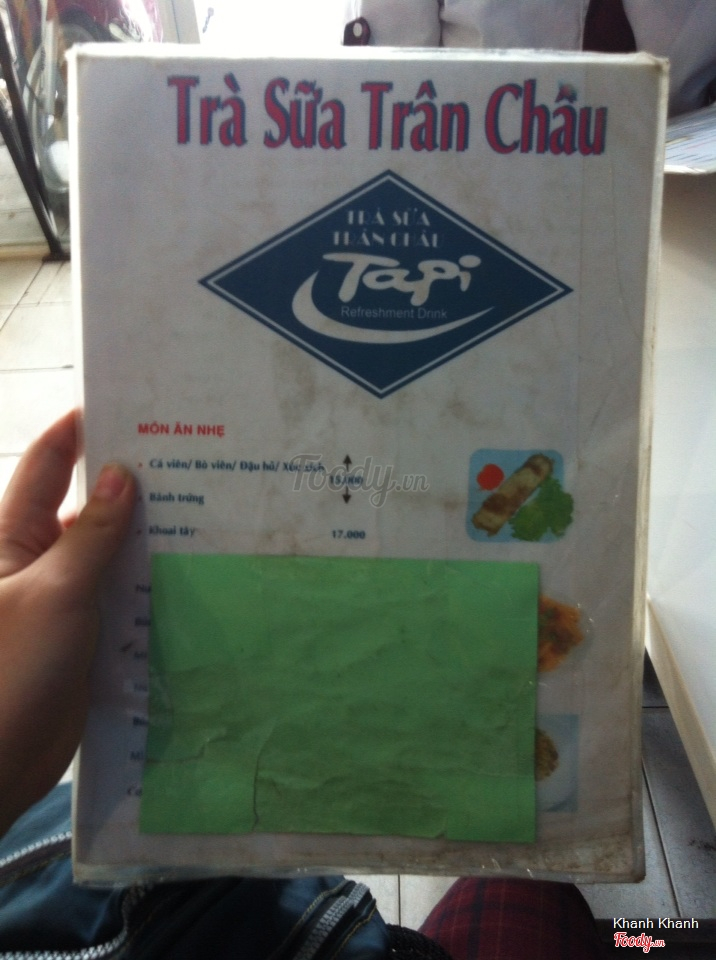 Trà Sữa Trân Châu
TRÀ SỮA
TRÂN CHÂU
Tapi
Refreshment Drink
MÓN ĂN NHẸ
Cá viên/ Bò viên/ Đậu hủ/ Xúc xích
15.000
Bánh tráng
Khoai tây
17.000
Foody.vn
Khanh Khanh
Foody.vn